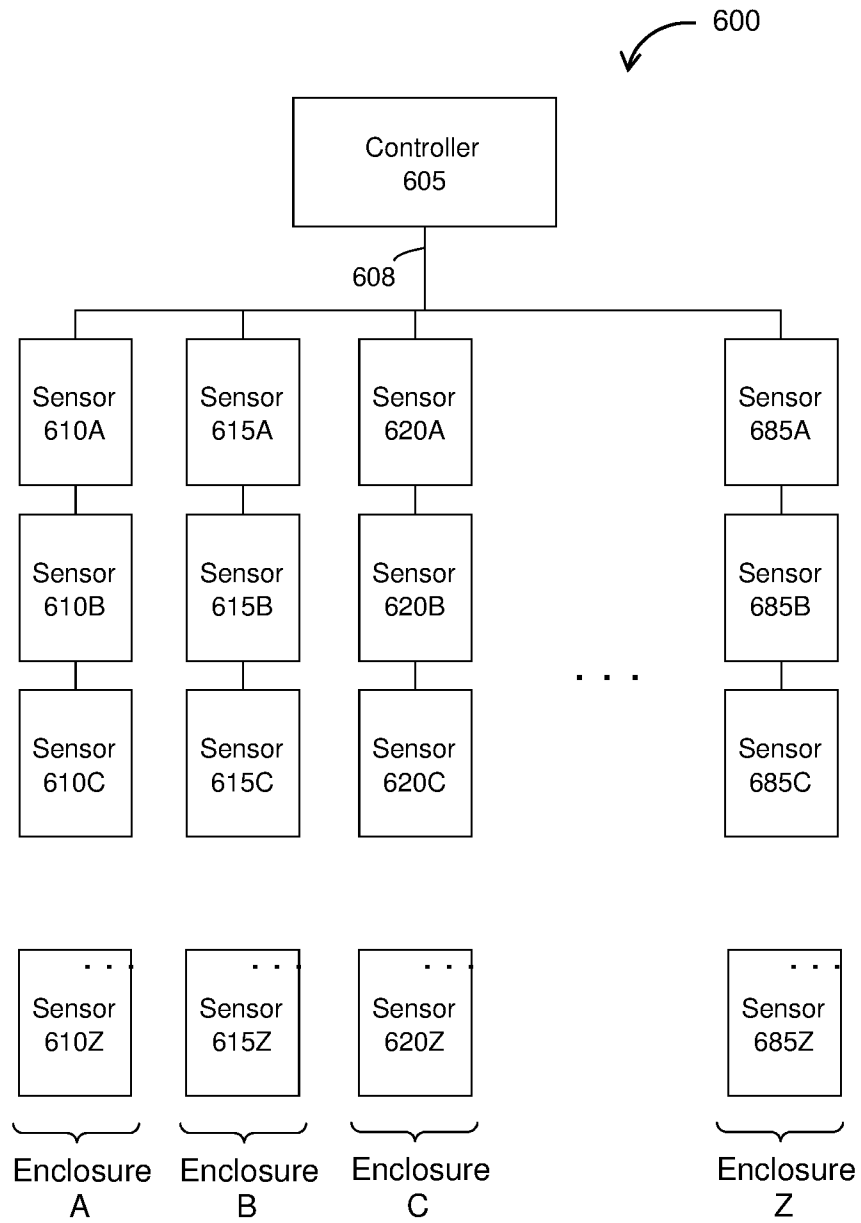 600
Controller
605
608
Sensor
610A
Sensor
615A
Sensor
620A
Sensor
685A
Sensor
610B
Sensor
615B
Sensor
620B
Sensor
685B
. . .
Sensor
610C
Sensor
615C
Sensor
620C
Sensor
685C
. . .
Sensor
610Z
. . .
Sensor
615Z
. . .
Sensor
620Z
. . .
Sensor
685Z
Enclosure
A
Enclosure
B
Enclosure
C
Enclosure
Z